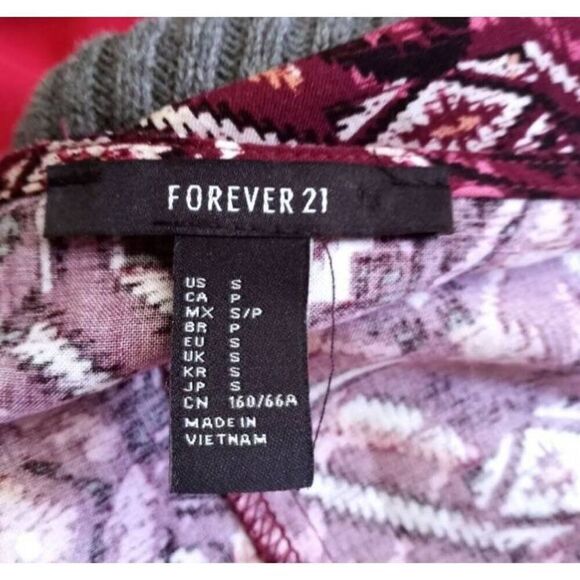 FOREVER 21
US S
CA P
MX S/P
BR P
EU S
UK S
KR S
JP S
CN 160/66A
MADE IN
VIETNAM